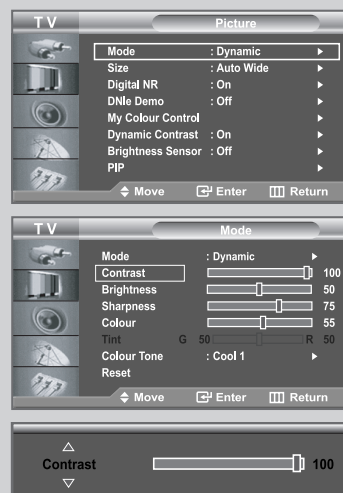 TV Picture
Mode : Dynamic
Size : Auto Wide
Digital NR : On
DNIe Demo : Off
My Colour Control
Dynamic Contrast : On
Brightness Sensor : Off
PIP
Move Enter Return
TV Mode
Mode : Dynamic
Contrast 100
Brightness 50
Sharpness 75
Colour 55
Tint G 50 R 50
Colour Tone : Cool 1
Reset
Move Enter Return
Contrast 100